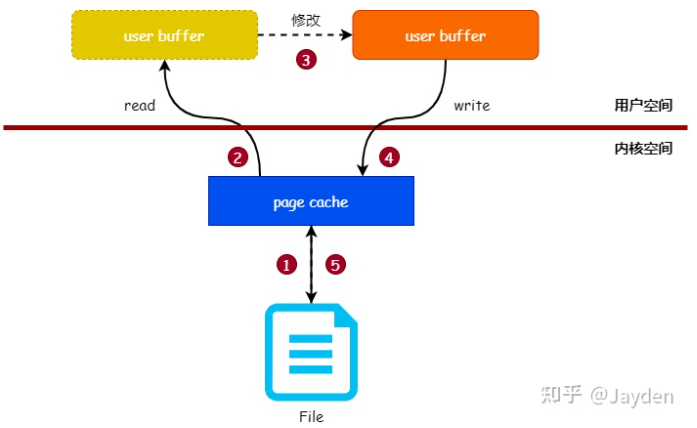 user buffer
修改
user buffer
3
read
write
用户空间
内核空间
2
4
page cache
1
5
File
知乎 @Jayden